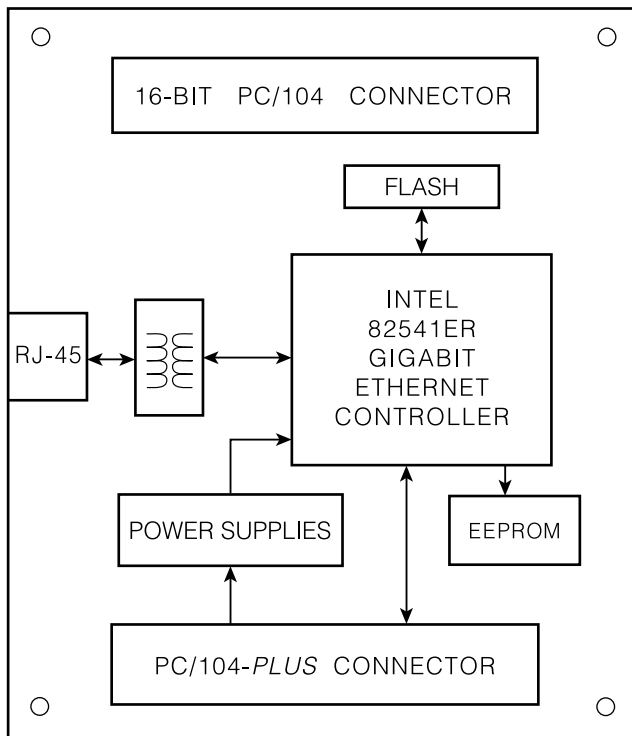 16-BIT PC/104 CONNECTOR
FLASH
INTEL
82541ER
GIGABIT
ETHERNET
CONTROLLER
RJ-45
POWER SUPPLIES
EEPROM
PC/104-PLUS CONNECTOR